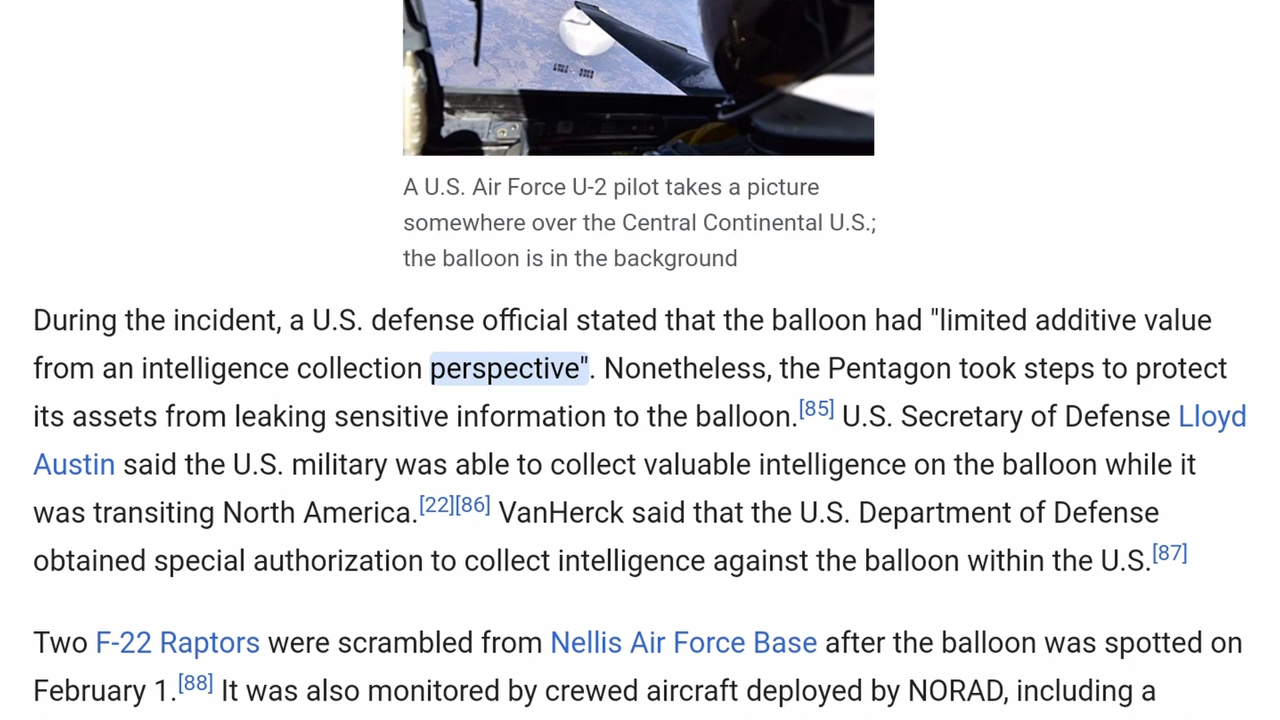 A U.S. Air Force U-2 pilot takes a picture
somewhere over the Central Continental U.S.;
the balloon is in the background
During the incident, a U.S. defense official stated that the balloon had "limited additive value
from an intelligence collection perspective". Nonetheless, the Pentagon took steps to protect
its assets from leaking sensitive information to the balloon.[85] U.S. Secretary of Defense Lloyd
Austin said the U.S. military was able to collect valuable intelligence on the balloon while it
was transiting North America.[22][86] VanHerck said that the U.S. Department of Defense
obtained special authorization to collect intelligence against the balloon within the U.S.[87]
Two F-22 Raptors were scrambled from Nellis Air Force Base after the balloon was spotted on
February 1.[88] It was also monitored by crewed aircraft deployed by NORAD, including a